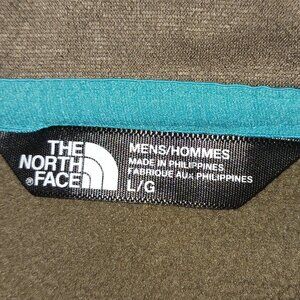 THE
NORTH
®FACE
MENS/HOMMES
MADE IN PHILIPPINES
FABRIQUE AUX PHILIPPINES
L/G